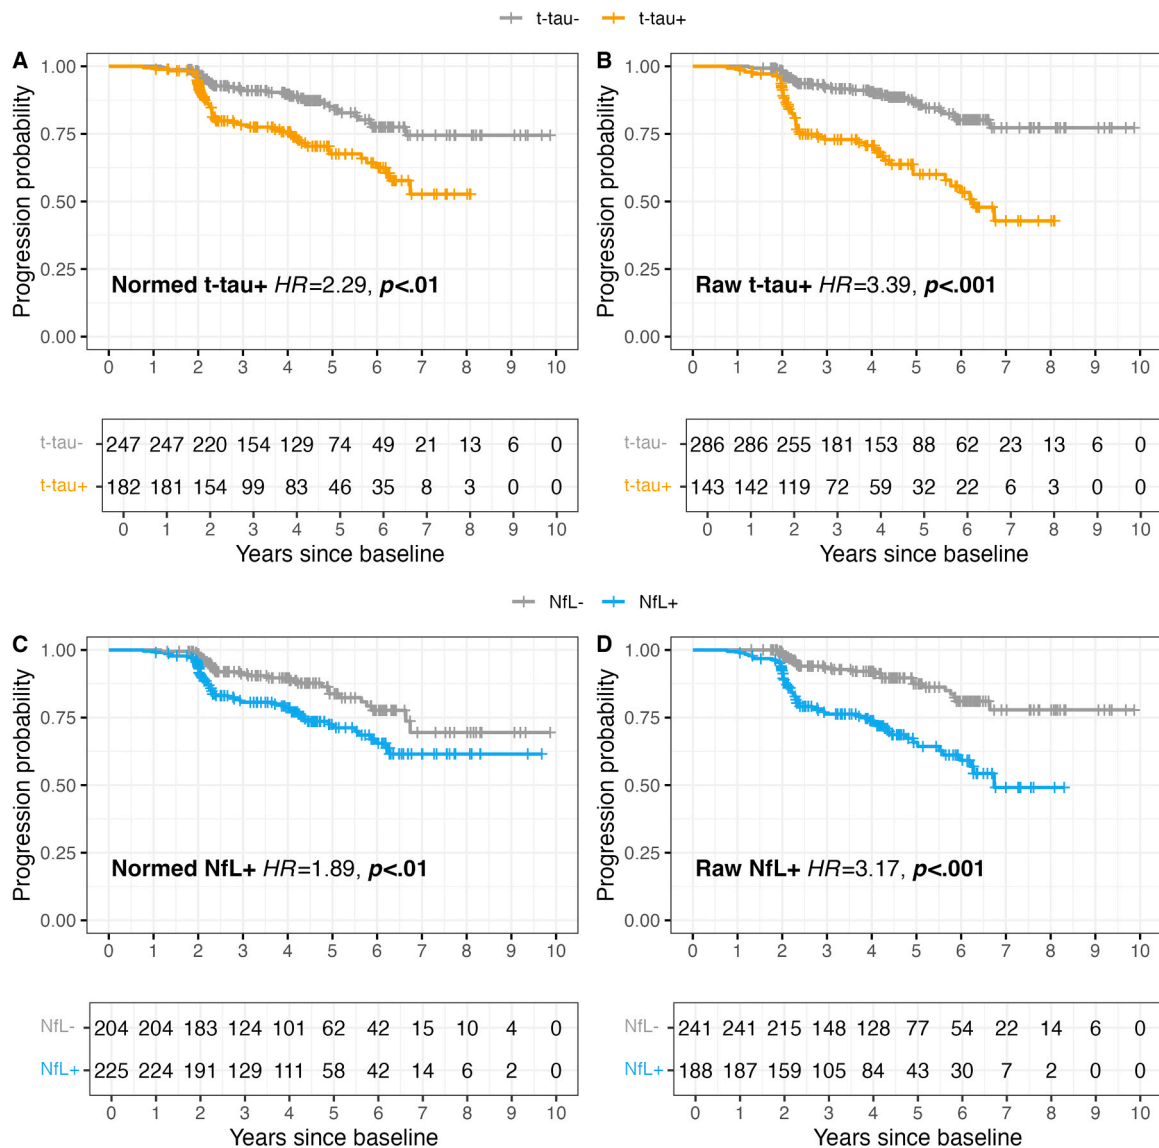 t-tau- t-tau+
A
B
Progression probability
1.00
0.75
0.50
0.25
0.00
Normed t-tau+ HR=2.29, p<.01
0 1 2 3 4 5 6 7 8 9 10
Progression probability
1.00
0.75
0.50
0.25
0.00
Raw t-tau+ HR=3.39, p<.001
0 1 2 3 4 5 6 7 8 9 10
t-tau- 247 247 220 154 129 74 49 21 13 6 0
t-tau+ 182 181 154 99 83 46 35 8 3 0 0
0 1 2 3 4 5 6 7 8 9 10
Years since baseline
t-tau- 286 286 255 181 153 88 62 23 13 6 0
t-tau+ 143 142 119 72 59 32 22 6 3 0 0
0 1 2 3 4 5 6 7 8 9 10
Years since baseline
NfL- NfL+
C
D
Progression probability
1.00
0.75
0.50
0.25
0.00
Normed NfL+ HR=1.89, p<.01
0 1 2 3 4 5 6 7 8 9 10
Progression probability
1.00
0.75
0.50
0.25
0.00
Raw NfL+ HR=3.17, p<.001
0 1 2 3 4 5 6 7 8 9 10
NfL- 204 204 183 124 101 62 42 15 10 4 0
NfL+ 225 224 191 129 111 58 42 14 6 2 0
0 1 2 3 4 5 6 7 8 9 10
Years since baseline
NfL- 241 241 215 148 128 77 54 22 14 6 0
NfL+ 188 187 159 105 84 43 30 7 2 0 0
0 1 2 3 4 5 6 7 8 9 10
Years since baseline